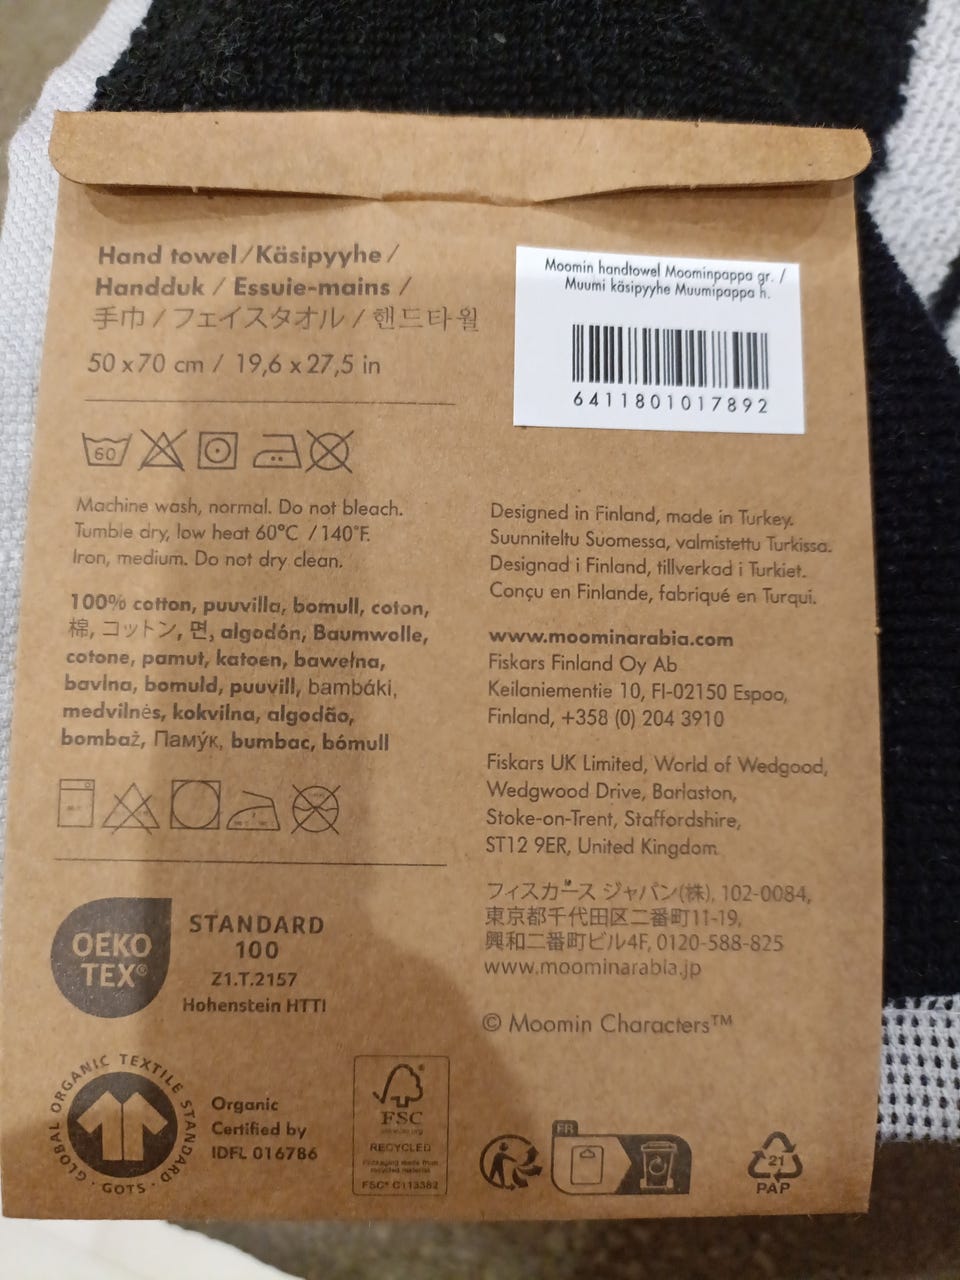 Hand towel/Käsipyyhe/
Handduk / Essuie-mains /
手巾/フェイスタオル/핸드타월
50 x 70 cm / 19,6 x 27,5 in
Moomin handtowel Moominpappa gr. /
Muumi käsipyyhe Muumipappa h.
6411801017892
60
Machine wash, normal. Do not bleach.
Tumble dry, low heat 60°C / 140°F.
Iron, medium. Do not dry clean.
100% cotton, puuvilla, bomull, coton,
棉, コットン, 면, algodón, Baumwolle,
cotone, pamut, katoen, bawełna,
bavlna, bomuld, puuvill, bambáki,
medvilnės, kokvilna, algodão,
bombaž, Памýк, bumbac, bómull
Designed in Finland, made in Turkey.
Suunniteltu Suomessa, valmistettu Turkissa.
Designad i Finland, tillverkad i Turkiet.
Conçu en Finlande, fabriqué en Turqui.
www.moominarabia.com
Fiskars Finland Oy Ab
Keilaniementie 10, FI-02150 Espoo,
Finland, +358 (0) 204 3910
Fiskars UK Limited, World of Wedgood,
Wedgwood Drive, Barlaston,
Stoke-on-Trent, Staffordshire,
ST12 9ER, United Kingdom
フィスカース ジャパン(株), 102-0084,
東京都千代田区二番町11-19,
興和二番町ビル4F, 0120-588-825
www.moominarabia.jp
© Moomin Characters™
OEKO
TEX®
STANDARD
100
Z1.T.2157
Hohenstein HTTI
GLOBAL ORGANIC TEXTILE STANDARD · GOTS ·
Organic
Certified by
IDFL 016786
FSC
RECYCLED
Packaging made from
recycled material
FSC® C113382
FR
21
PAP